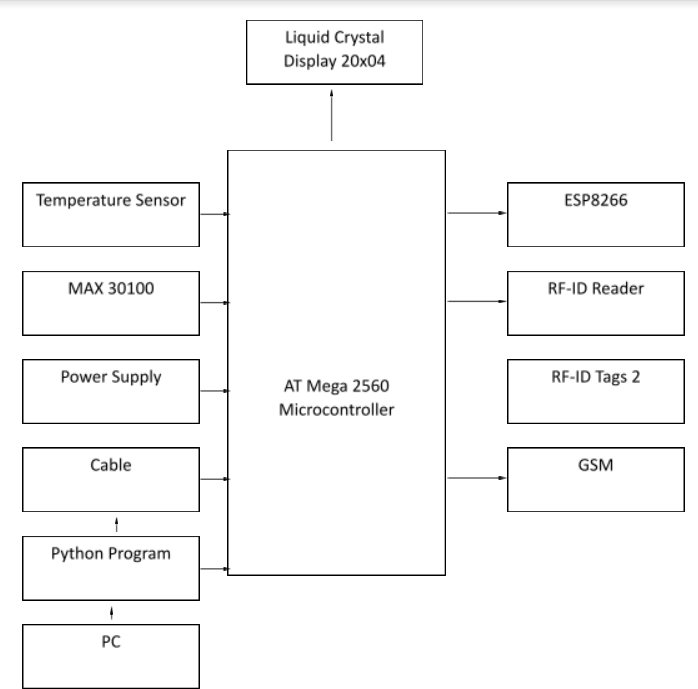 Liquid Crystal
Display 20x04
Temperature Sensor
ESP8266
MAX 30100
RF-ID Reader
Power Supply
RF-ID Tags 2
AT Mega 2560
Microcontroller
Cable
GSM
Python Program
PC